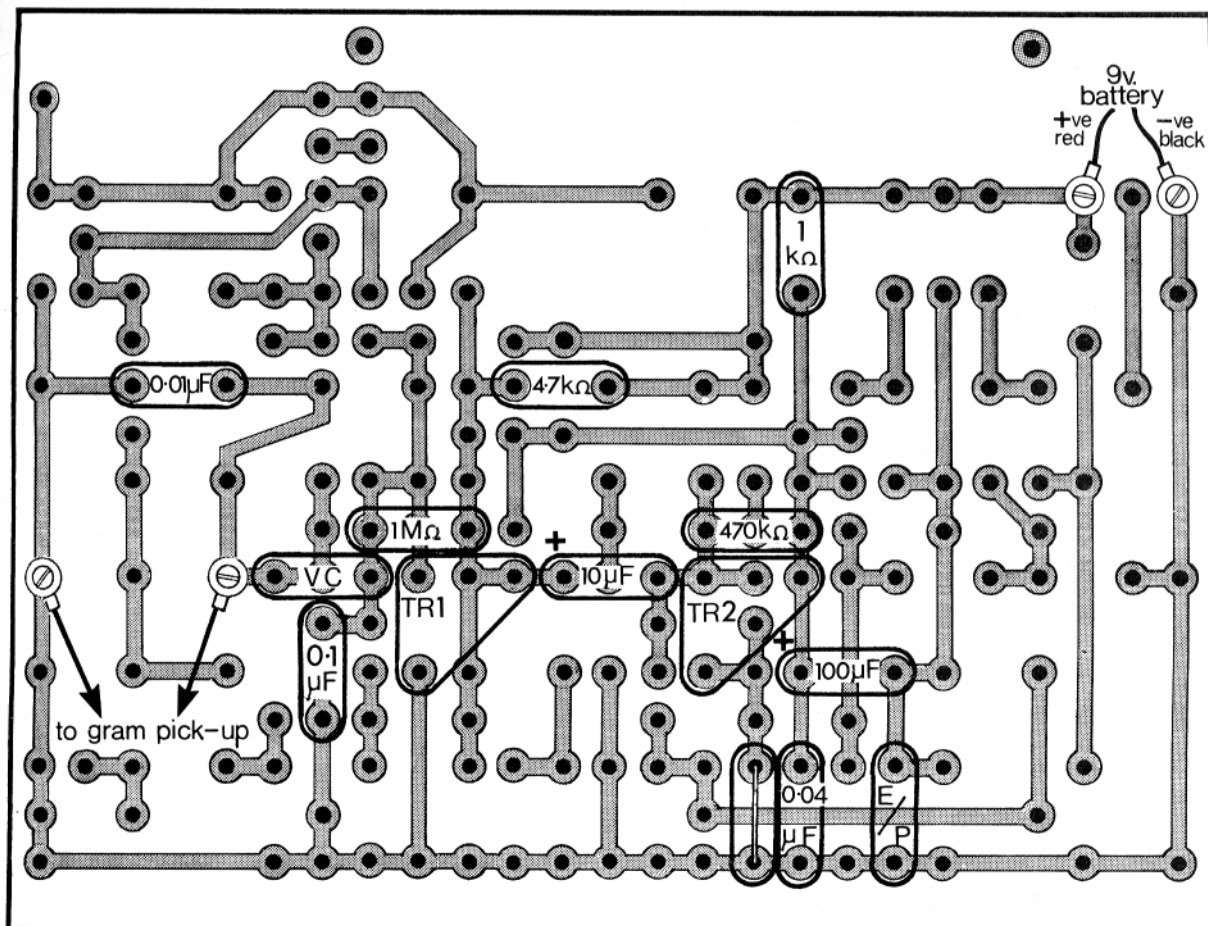 9v.
battery
+ve
red
-ve
black
1
kΩ
0·01µF
4·7kΩ
1MΩ
470kΩ
+
VC
10µF
TR1
TR2
+
0·1
µF
100µF
to gram pick-up
0·04
µF
E/P